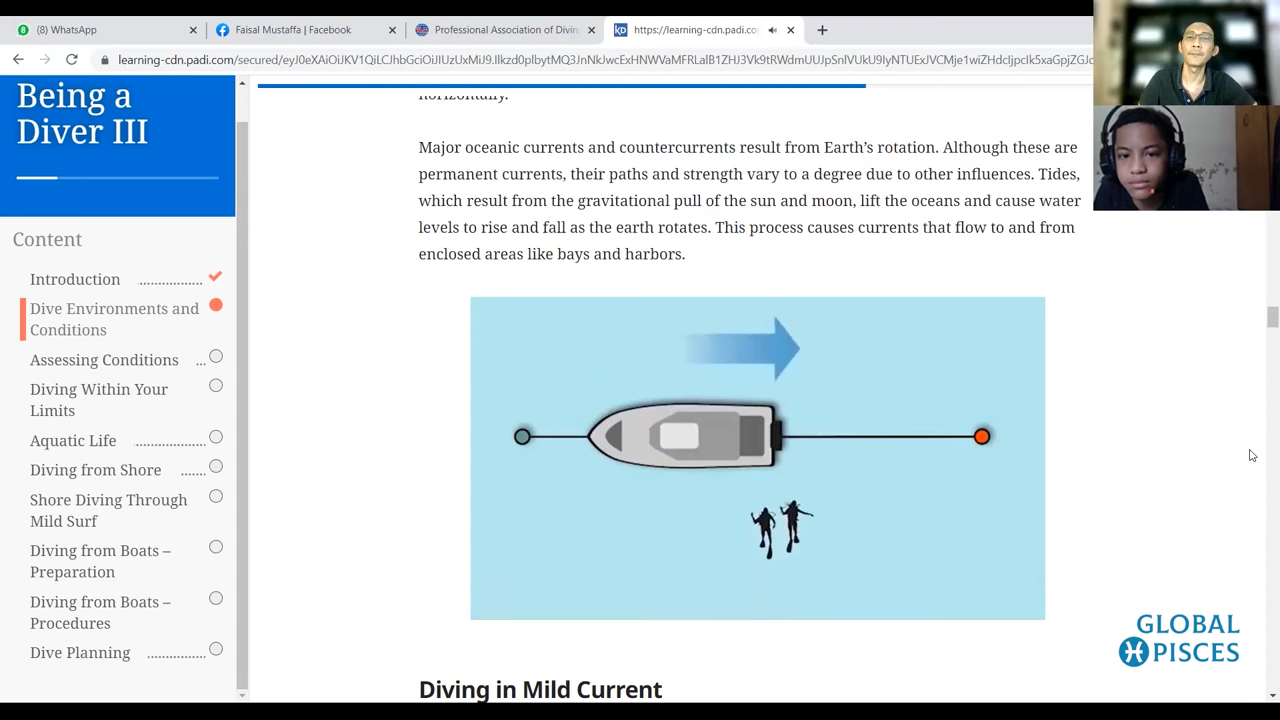 (8) WhatsApp
Faisal Mustaffa | Facebook
Professional Association of Diving
https://learning-cdn.padi.co
Being a
Diver III
Content
Introduction ..................
Dive Environments and
Conditions
Assessing Conditions ...
Diving Within Your
Limits
Aquatic Life ....................
Diving from Shore .......
Shore Diving Through
Mild Surf
Diving from Boats –
Preparation
Diving from Boats –
Procedures
Dive Planning .................
horizontally.
Major oceanic currents and countercurrents result from Earth’s rotation. Although these are
permanent currents, their paths and strength vary to a degree due to other influences. Tides,
which result from the gravitational pull of the sun and moon, lift the oceans and cause water
levels to rise and fall as the earth rotates. This process causes currents that flow to and from
enclosed areas like bays and harbors.
Diving in Mild Current
GLOBAL
PISCES